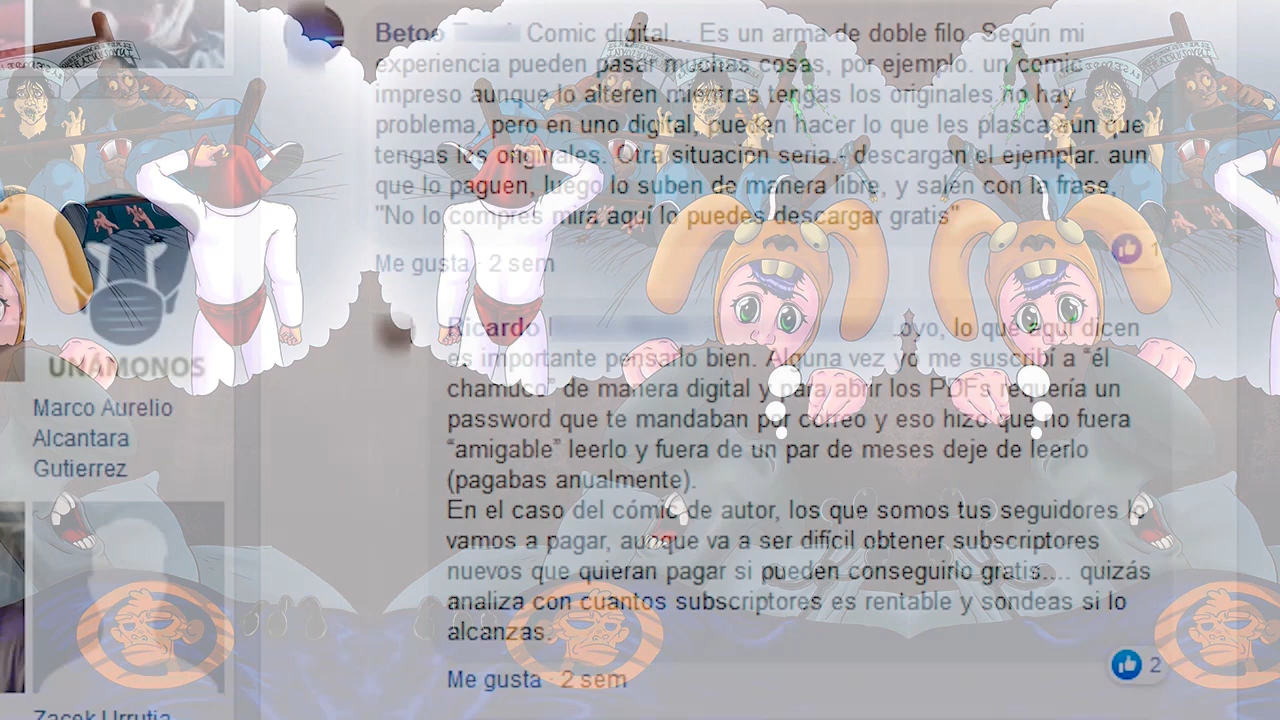 Betoo Comic digital... Es un arma de doble filo. Según mi
experiencia pueden pasar muchas cosas, por ejemplo. un comic
impreso aunque lo alteren mientras tengas los originales no hay
problema, pero en uno digital pueden hacer lo que les plasca aun que
tengas los originales. Otra situación seria.- descargan el ejemplar. aun
que lo paguen, luego lo suben de manera libre, y salen con la frase,
"No lo compres mira aquí lo puedes descargar gratis"
1
Me gusta · 2 sem
Ricardo oyo, lo que aquí dicen
es importante pensarlo bien. Alguna vez yo me suscribí a “él
chamuco” de manera digital y para abrir los PDFs requería un
password que te mandaban por correo y eso hizo que no fuera
“amigable” leerlo y fuera de un par de meses deje de leerlo
(pagabas anualmente).
En el caso del cómic de autor, los que somos tus seguidores lo
vamos a pagar, aunque va a ser difícil obtener subscriptores
nuevos que quieran pagar si pueden conseguirlo gratis.... quizás
analiza con cuantos subscriptores es rentable y sondeas si lo
alcanzas.
2
Me gusta · 2 sem
UNÁMONOS
Marco Aurelio
Alcantara
Gutierrez
Zacek Urrutia